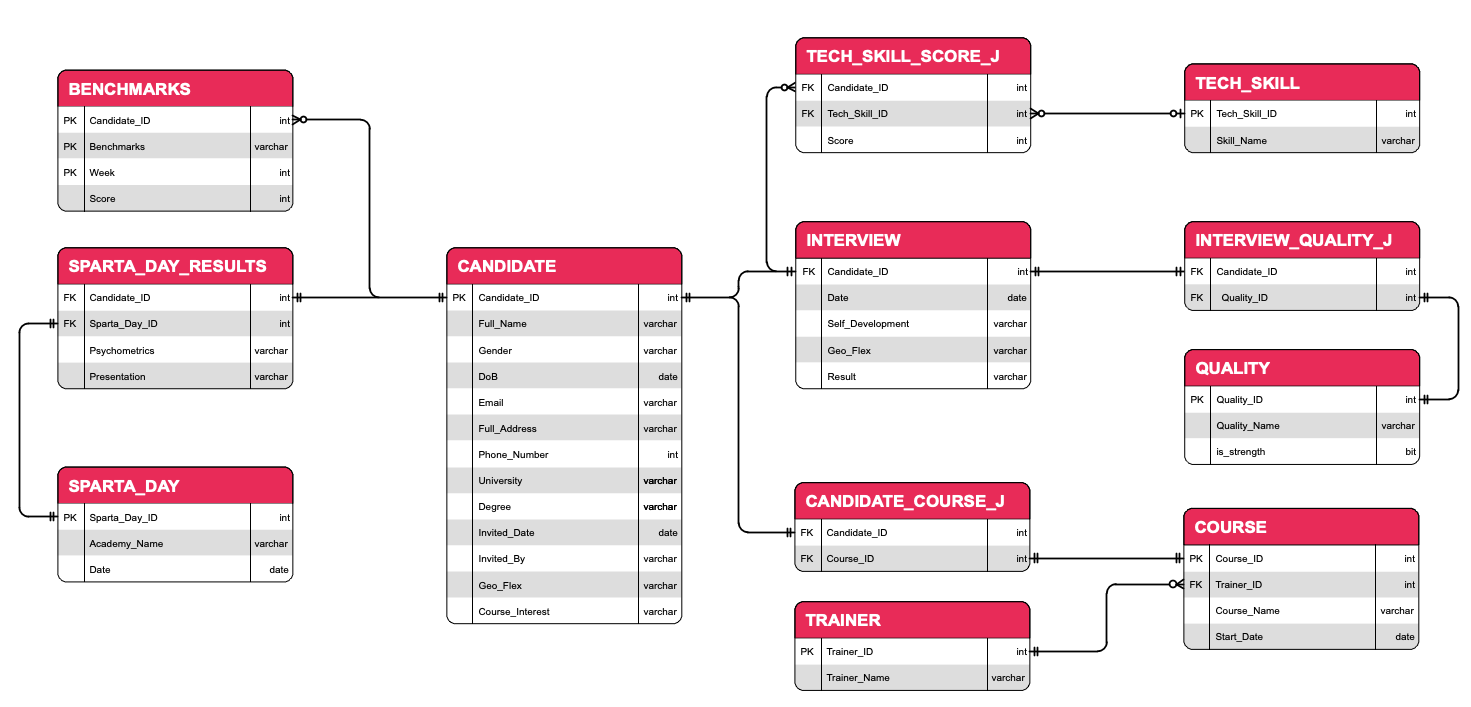 BENCHMARKS
PK Candidate_ID int
PK Benchmarks varchar
PK Week int
Score int
SPARTA_DAY_RESULTS
FK Candidate_ID int
FK Sparta_Day_ID int
Psychometrics varchar
Presentation varchar
SPARTA_DAY
PK Sparta_Day_ID int
Academy_Name varchar
Date date
CANDIDATE
PK Candidate_ID int
Full_Name varchar
Gender varchar
DoB date
Email varchar
Full_Address varchar
Phone_Number int
University varchar
Degree varchar
Invited_Date date
Invited_By varchar
Geo_Flex varchar
Course_Interest varchar
TECH_SKILL_SCORE_J
FK Candidate_ID int
FK Tech_Skill_ID int
Score int
TECH_SKILL
PK Tech_Skill_ID int
Skill_Name varchar
INTERVIEW
FK Candidate_ID int
Date date
Self_Development varchar
Geo_Flex varchar
Result varchar
INTERVIEW_QUALITY_J
FK Candidate_ID int
FK Quality_ID int
QUALITY
PK Quality_ID int
Quality_Name varchar
is_strength bit
CANDIDATE_COURSE_J
FK Candidate_ID int
FK Course_ID int
COURSE
PK Course_ID int
FK Trainer_ID int
Course_Name varchar
Start_Date date
TRAINER
PK Trainer_ID int
Trainer_Name varchar